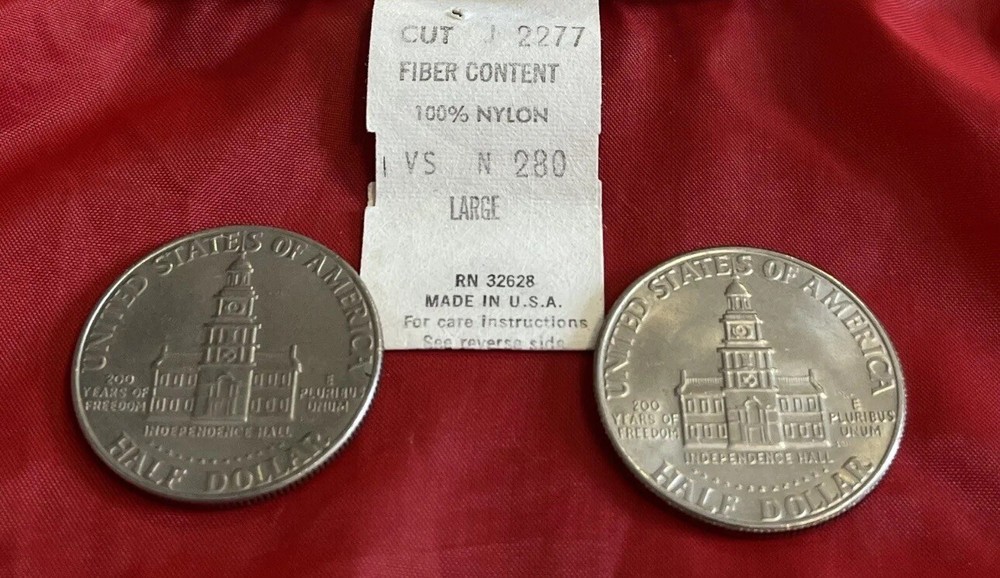 CUT J 2277
FIBER CONTENT
100% NYLON
VS N 280
LARGE
RN 32628
MADE IN U.S.A.
For care instructions
See reverse side
UNITED STATES OF AMERICA
200
YEARS OF
FREEDOM
E
PLURIBUS
UNUM
INDEPENDENCE HALL
HALF DOLLAR
UNITED STATES OF AMERICA
200
YEARS OF
FREEDOM
E
PLURIBUS
UNUM
INDEPENDENCE HALL
HALF DOLLAR